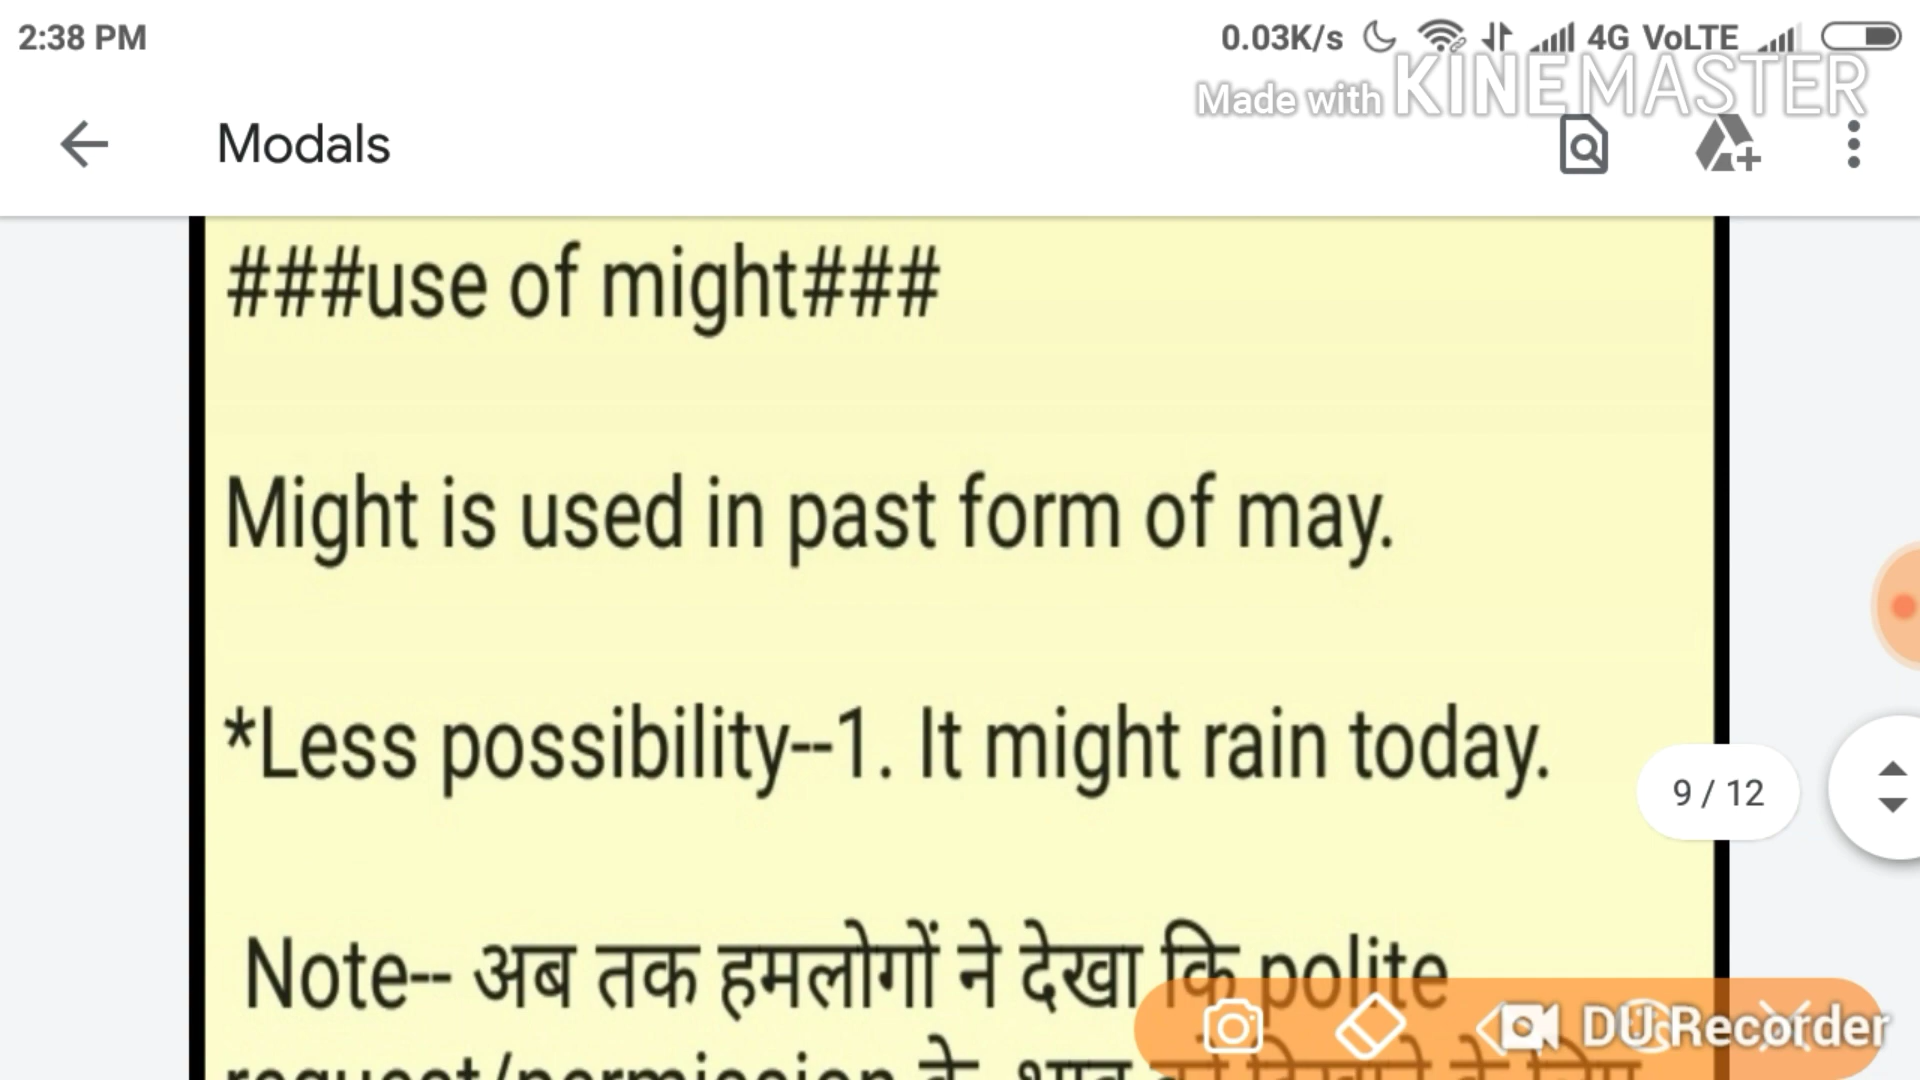 2:38 PM 0.03K/s 4G VoLTE
Made with KINEMASTER
Modals
###use of might###
Might is used in past form of may.
*Less possibility--1. It might rain today.
9 / 12
Note-- अब तक हमलोगों ने देखा कि polite
DU Recorder
request/permission के